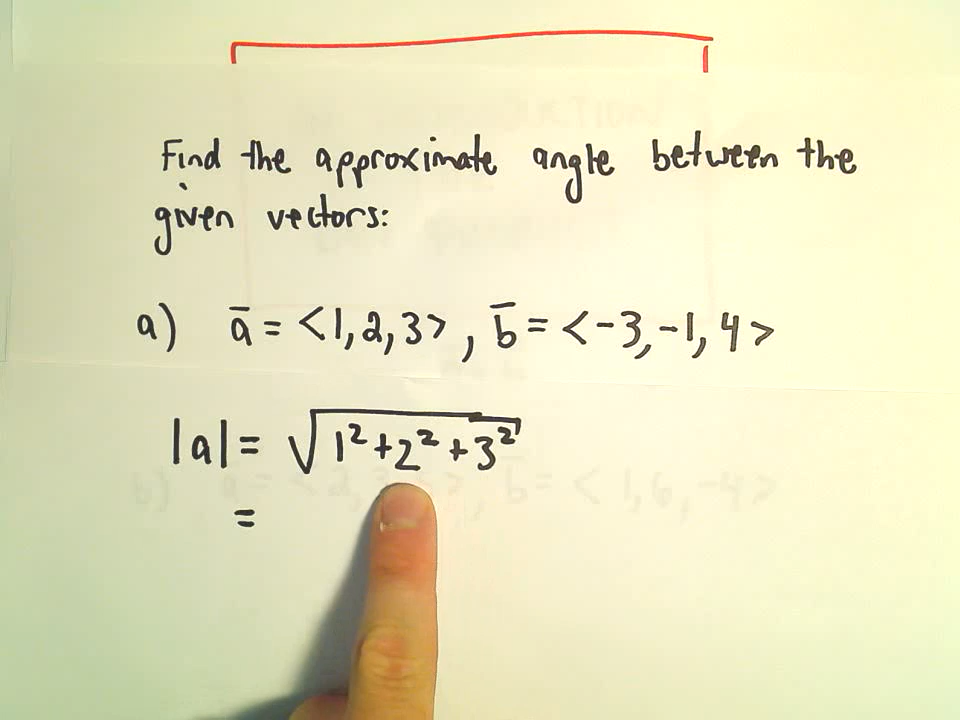 Find the approximate angle between the
given vectors:
a) a̅ = <1, 2, 3>, b̅ = <-3, -1, 4>
|a| = √(1² + 2² + 3²)
=